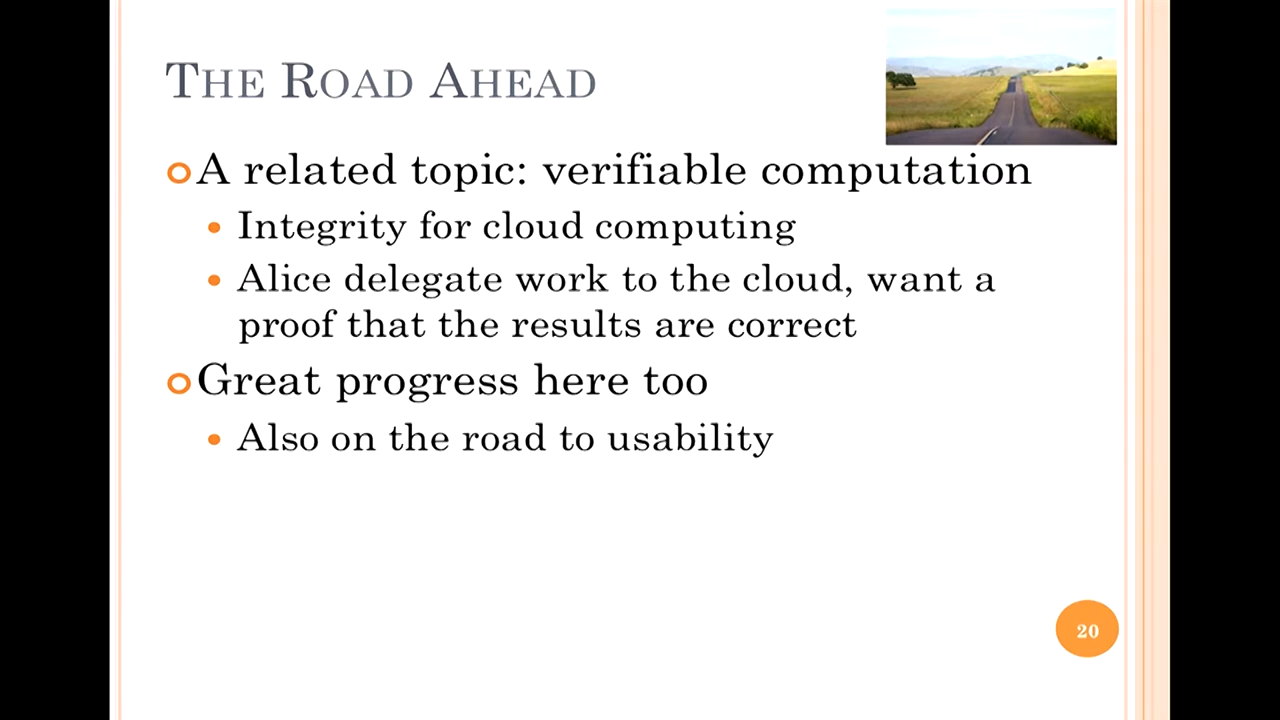 THE ROAD AHEAD
A related topic: verifiable computation
Integrity for cloud computing
Alice delegate work to the cloud, want a
proof that the results are correct
Great progress here too
Also on the road to usability
20